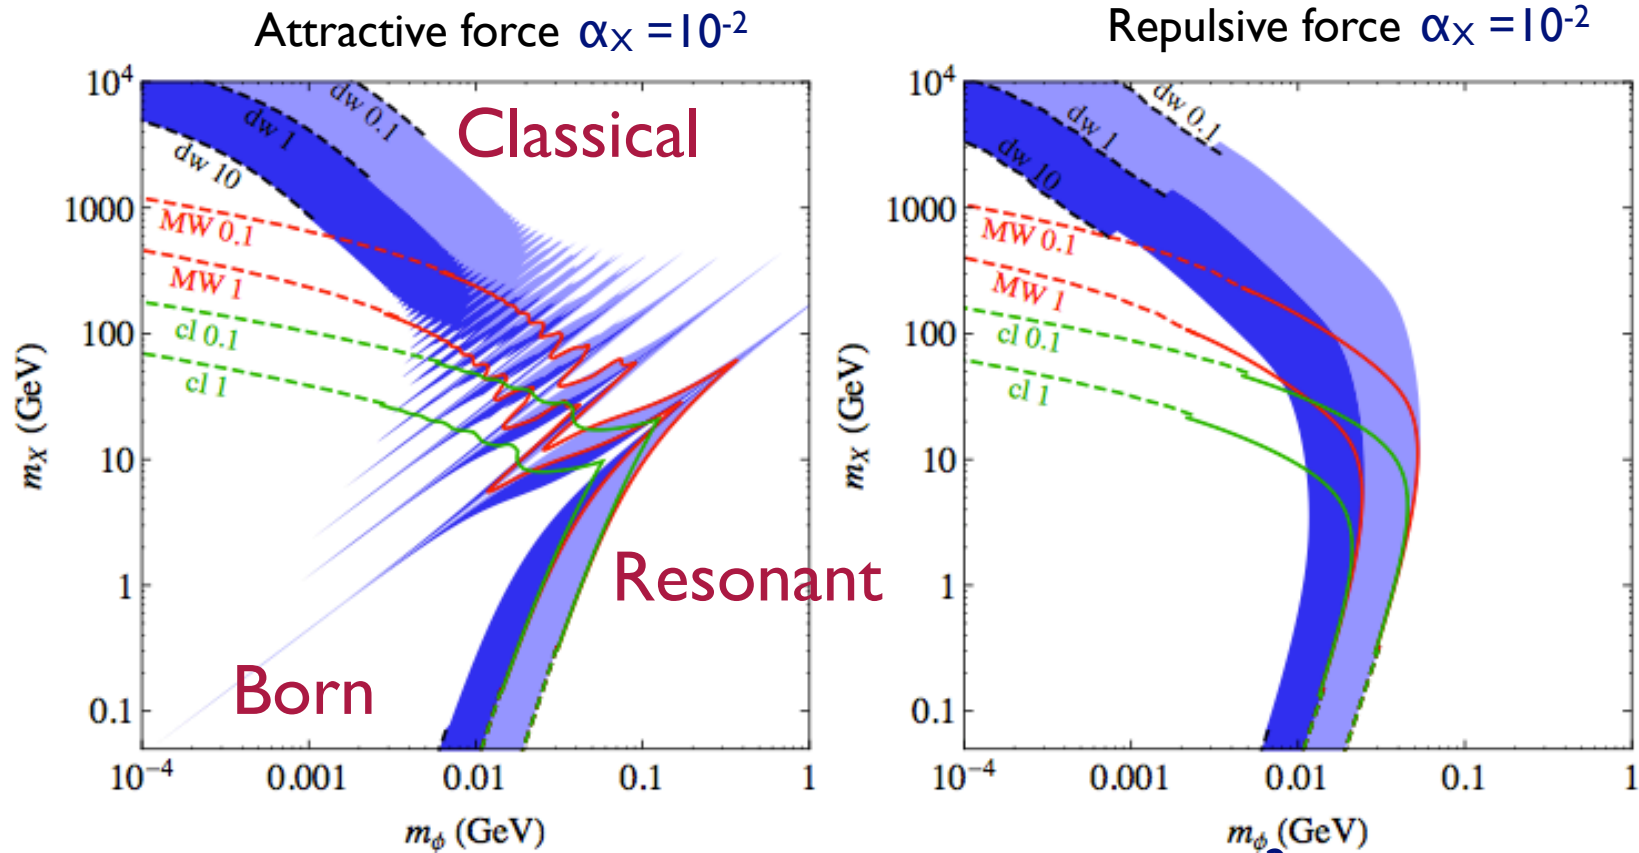 Attractive force αX =10-2
10⁴
1000
100
10
1
0.1
mX (GeV)
dw 0.1
dw 1
dw 10
MW 0.1
MW 1
cl 0.1
cl 1
Classical
Resonant
Born
10⁻⁴ 0.001 0.01 0.1 1
mϕ (GeV)
Repulsive force αX =10-2
10⁴
1000
100
10
1
0.1
mX (GeV)
dw 0.1
dw 1
dw 10
MW 0.1
MW 1
cl 0.1
cl 1
10⁻⁴ 0.001 0.01 0.1 1
mϕ (GeV)